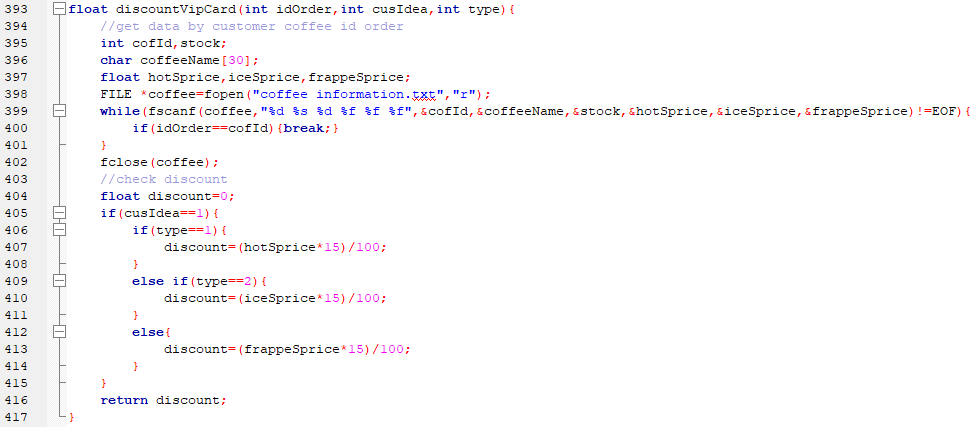 393 float discountVipCard(int idOrder,int cusIdea,int type){
394 //get data by customer coffee id order
395 int cofId,stock;
396 char coffeeName[30];
397 float hotSprice,iceSprice,frappeSprice;
398 FILE *coffee=fopen("coffee information.txt","r");
399 while(fscanf(coffee,"%d %s %d %f %f %f",&cofId,&coffeeName,&stock,&hotSprice,&iceSprice,&frappeSprice)!=EOF){
400 if(idOrder==cofId){break;}
401 }
402 fclose(coffee);
403 //check discount
404 float discount=0;
405 if(cusIdea==1){
406 if(type==1){
407 discount=(hotSprice*15)/100;
408 }
409 else if(type==2){
410 discount=(iceSprice*15)/100;
411 }
412 else{
413 discount=(frappeSprice*15)/100;
414 }
415 }
416 return discount;
417 }